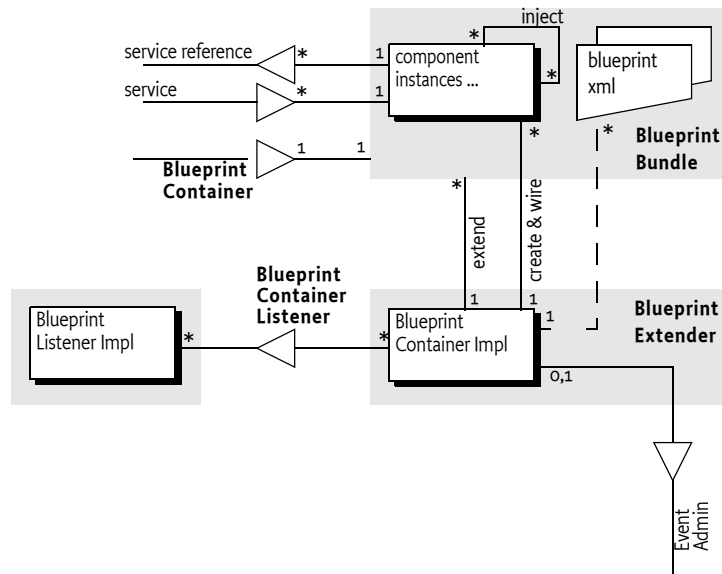 inject
service reference
*
1
*
component
instances ...
*
blueprint
xml
service
*
1
*
*
Blueprint
Bundle
1
1
Blueprint
Container
*
extend
create & wire
Blueprint
Container
Listener
1
1
1
Blueprint
Extender
Blueprint
Listener Impl
*
*
Blueprint
Container Impl
0,1
Event
Admin